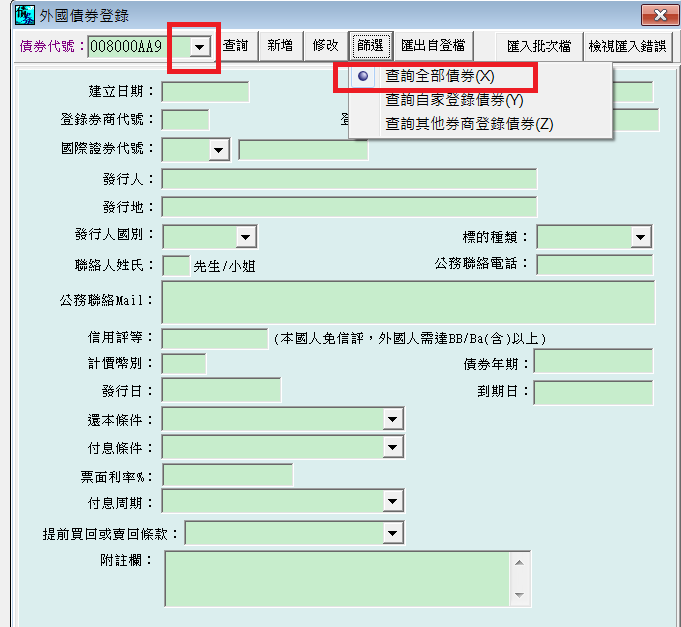 外國債券登錄
債券代號：008000AA9 查詢 新增 修改 篩選 匯出自登檔 匯入批次檔 檢視匯入錯誤
查詢全部債券(X)
查詢自家登錄債券(Y)
查詢其他券商登錄債券(Z)
建立日期：
登錄券商代號：
國際證券代號：
發行人：
發行地：
發行人國別： 標的種類：
聯絡人姓氏： 先生/小姐 公務聯絡電話：
公務聯絡Mail：
信用評等： (本國人免信評，外國人需達BB/Ba(含)以上)
計價幣別： 債券年期：
發行日： 到期日：
還本條件：
付息條件：
票面利率%：
付息周期：
提前買回或賣回條款：
附註欄：